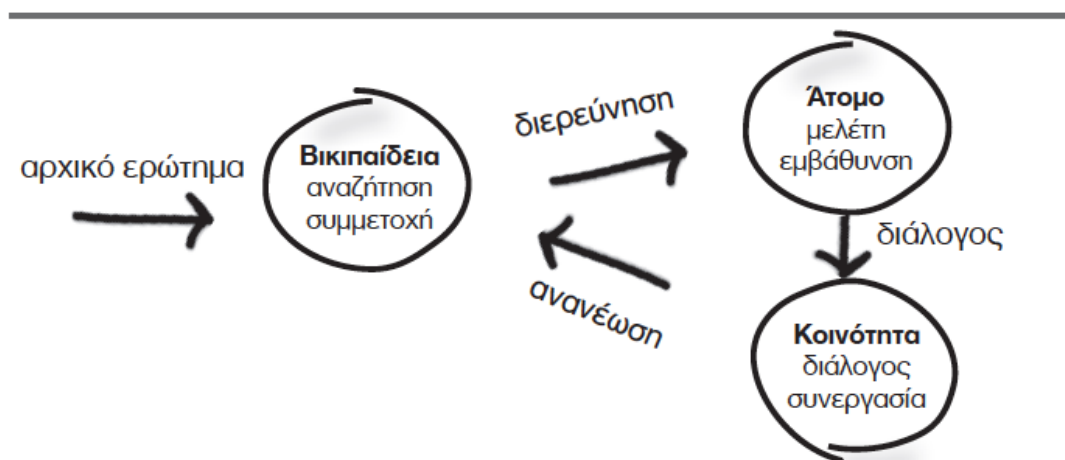 αρχικό ερώτημα
Βικιπαίδεια
αναζήτηση
συμμετοχή
διερεύνηση
ανανέωση
Άτομο
μελέτη
εμβάθυνση
διάλογος
Κοινότητα
διάλογος
συνεργασία